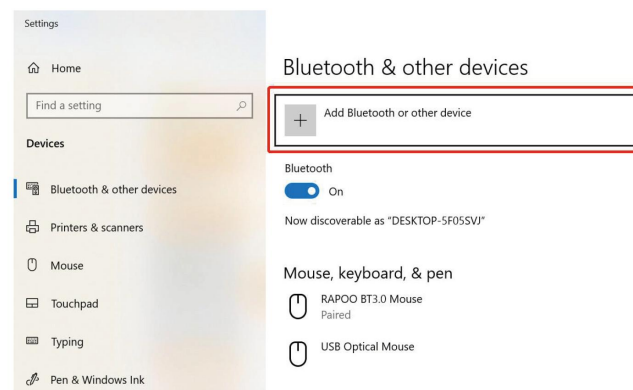 Settings
Home
Find a setting
Devices
Bluetooth & other devices
Printers & scanners
Mouse
Touchpad
Typing
Pen & Windows Ink
Bluetooth & other devices
Add Bluetooth or other device
Bluetooth
On
Now discoverable as “DESKTOP-5F05SVJ”
Mouse, keyboard, & pen
RAPOO BT3.0 Mouse
Paired
USB Optical Mouse